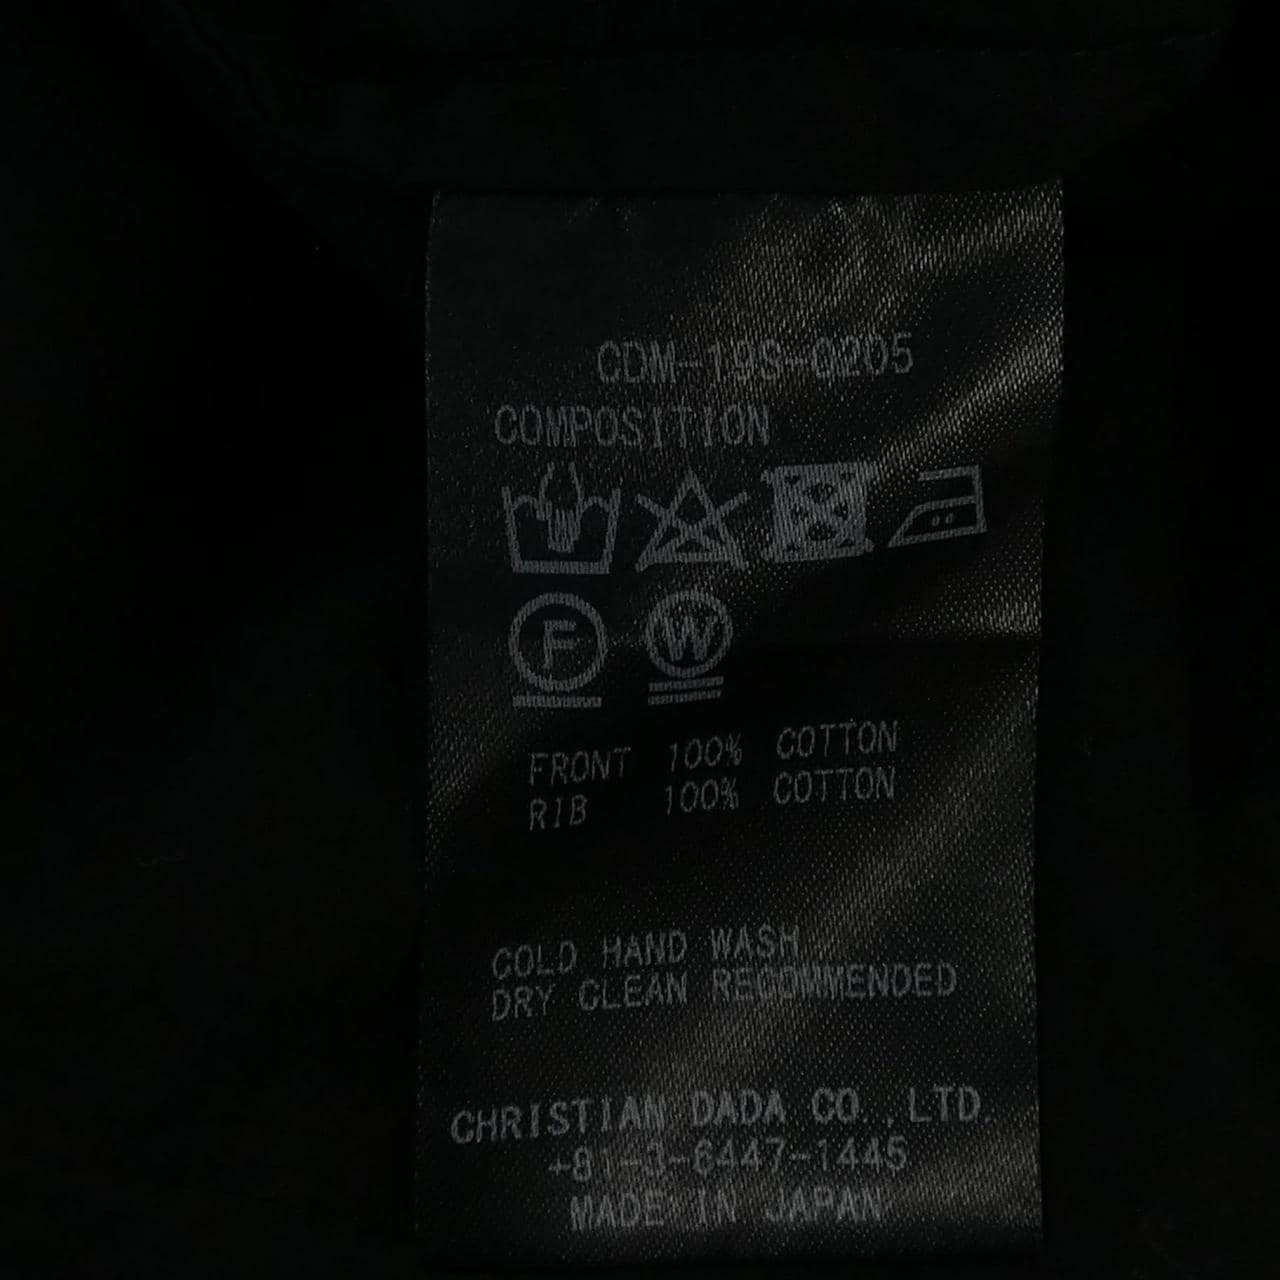 CDM-19S-0205
COMPOSITION
F W
FRONT 100% COTTON
RIB 100% COTTON
COLD HAND WASH
DRY CLEAN RECOMMENDED
CHRISTIAN DADA CO.,LTD.
+81-3-6447-1445
MADE IN JAPAN